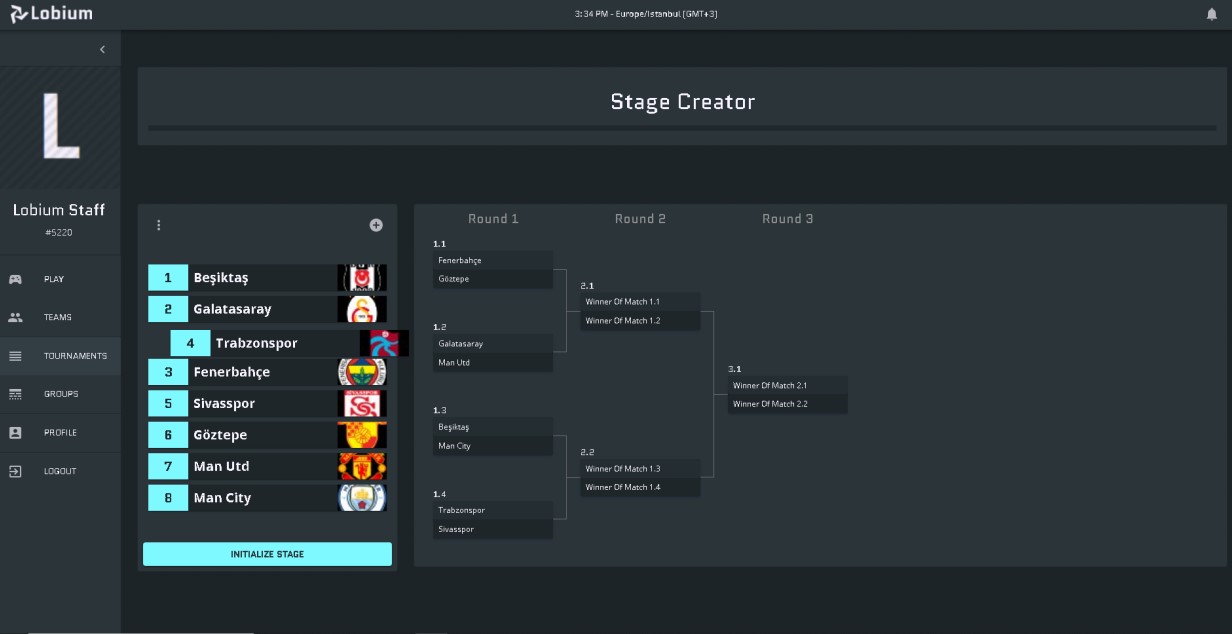 Lobium
3:34 PM - Europe/Istanbul (GMT+3)
L
Lobium Staff
#5220
PLAY
TEAMS
TOURNAMENTS
GROUPS
PROFILE
LOGOUT
Stage Creator
1 Beşiktaş
2 Galatasaray
4 Trabzonspor
3 Fenerbahçe
5 Sivasspor
6 Göztepe
7 Man Utd
8 Man City
INITIALIZE STAGE
Round 1
Round 2
Round 3
1.1
Fenerbahçe
Göztepe
1.2
Galatasaray
Man Utd
1.3
Beşiktaş
Man City
1.4
Trabzonspor
Sivasspor
2.1
Winner Of Match 1.1
Winner Of Match 1.2
2.2
Winner Of Match 1.3
Winner Of Match 1.4
3.1
Winner Of Match 2.1
Winner Of Match 2.2